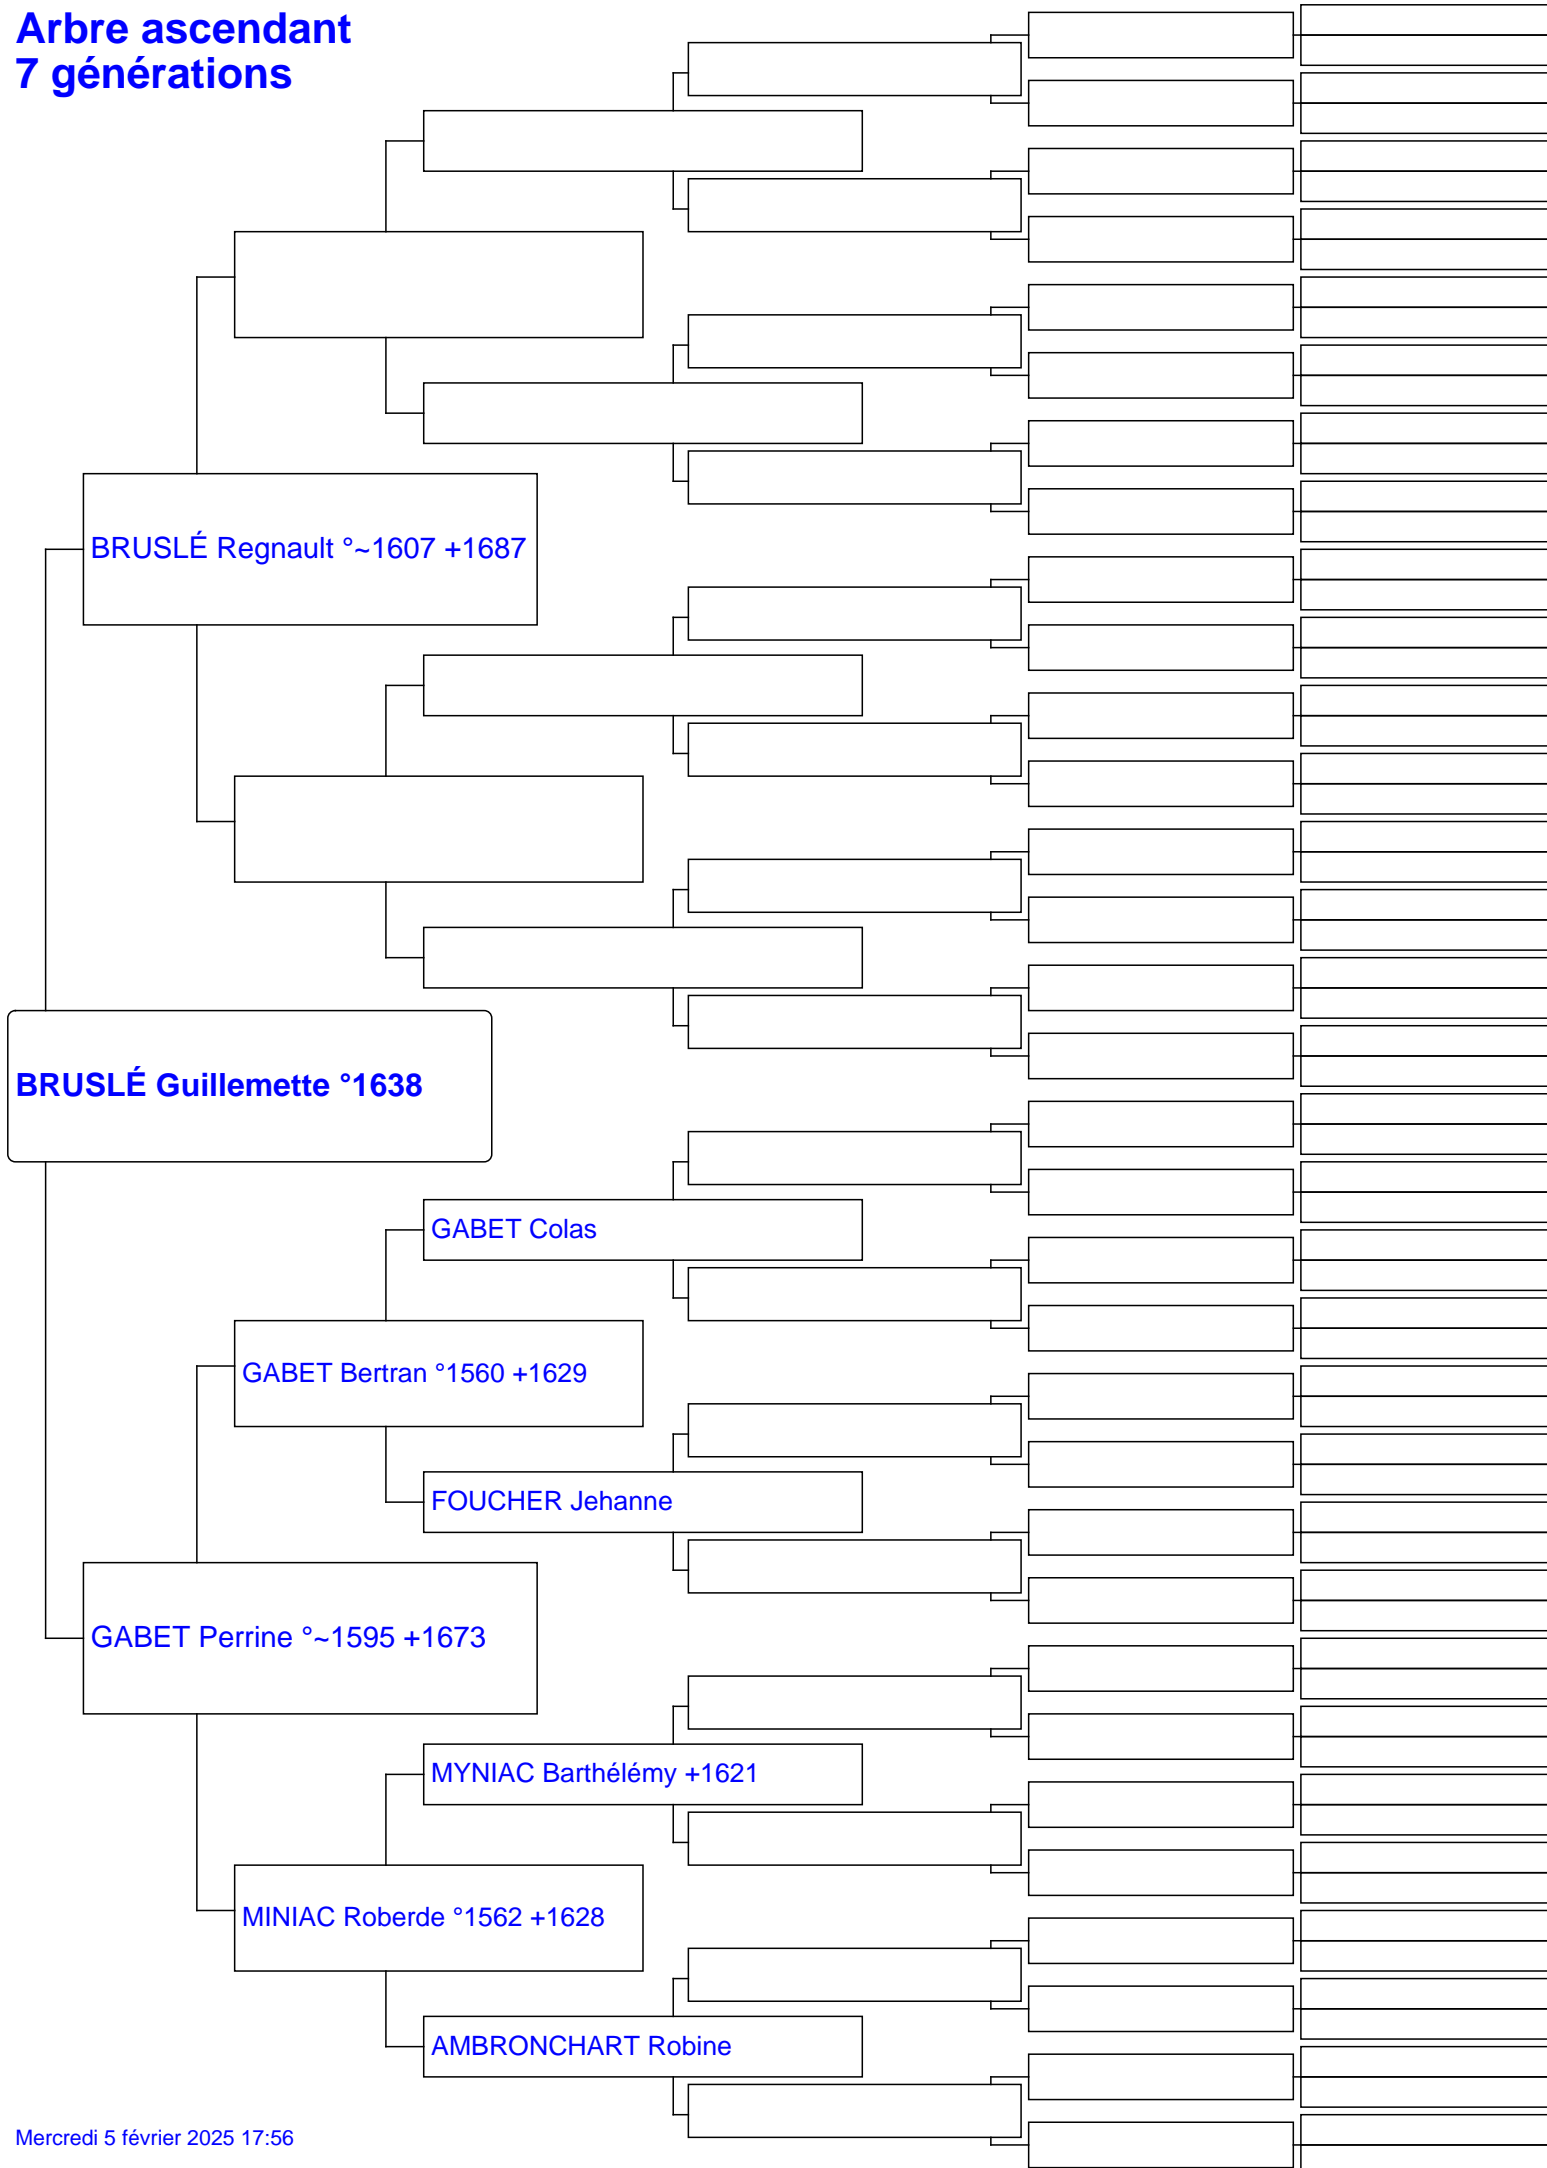 Arbre ascendant
7 générations
BRUSLÉ Regnault °~1607 +1687
BRUSLÉ Guillemette °1638
GABET Colas
GABET Bertran °1560 +1629
FOUCHER Jehanne
GABET Perrine °~1595 +1673
MYNIAC Barthélémy +1621
MINIAC Roberde °1562 +1628
AMBRONCHART Robine
Mercredi 5 février 2025 17:56